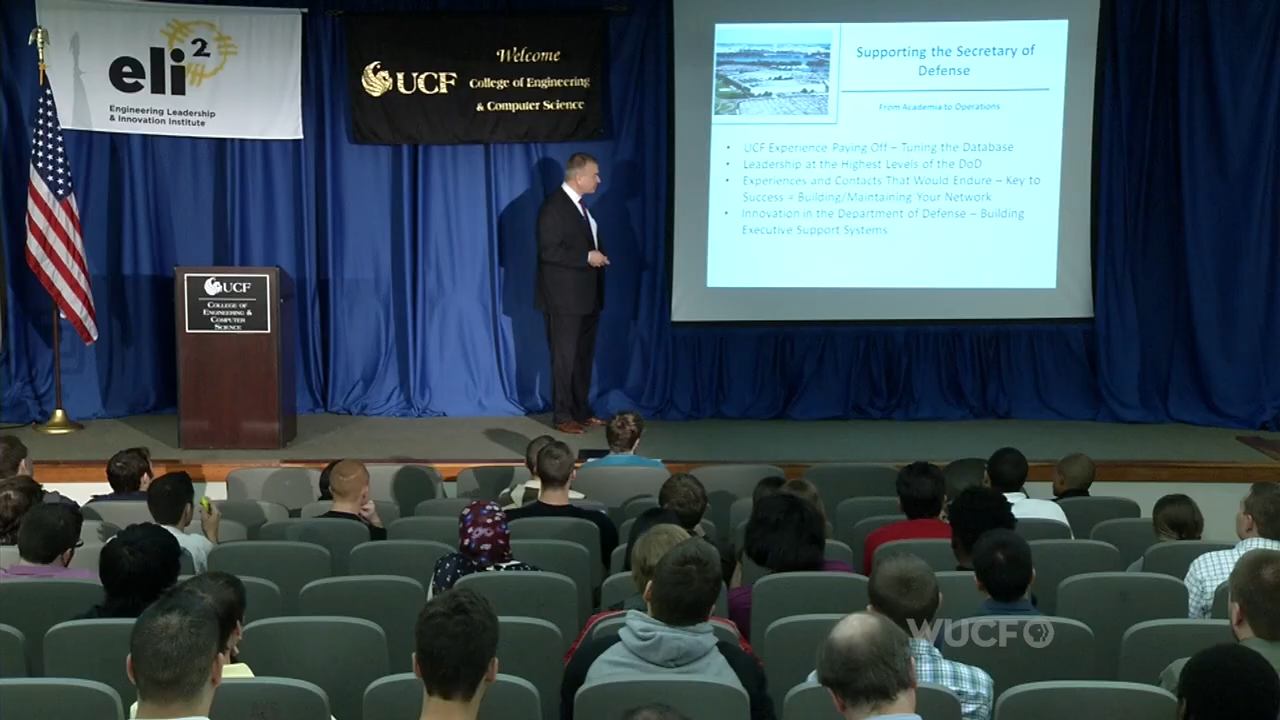 eli²
Engineering Leadership
& Innovation Institute
Welcome
UCF
College of Engineering
& Computer Science
UCF
College of
Engineering &
Computer
Science
Supporting the Secretary of
Defense
From Academia to Operations
• UCF Experience Paying Off – Tuning the Database
• Leadership at the Highest Levels of the DoD
• Experiences and Contacts That Would Endure – Key to
Success = Building/Maintaining Your Network
• Innovation in the Department of Defense – Building
Executive Support Systems
WUCF
PBS